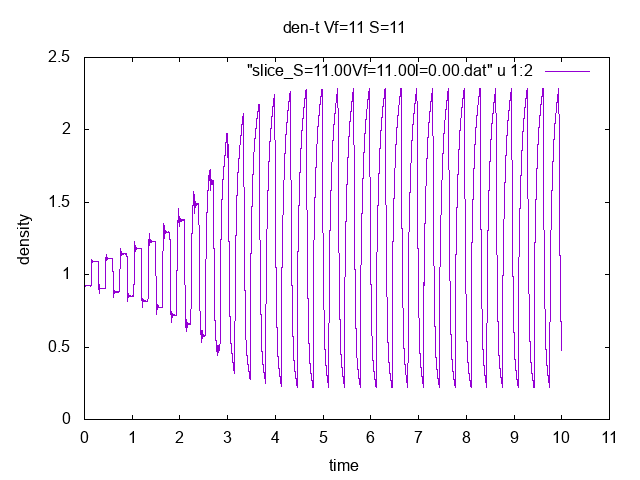 den-t Vf=11 S=11
"slice_S=11.00Vf=11.00I=0.00.dat" u 1:2
2.5
2
1.5
1
0.5
0
density
0 1 2 3 4 5 6 7 8 9 10 11
time